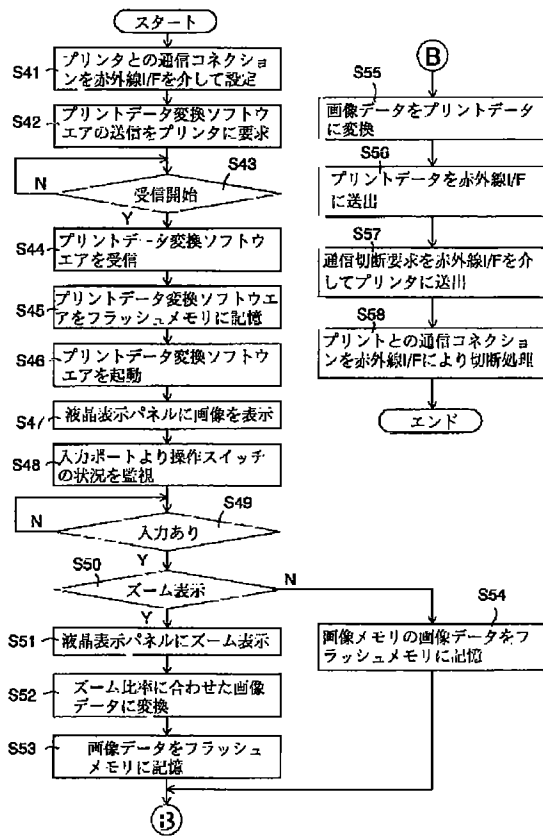 スタート
S41
プリンタとの通信コネクショ
ンを赤外線I/Fを介して設定
S42
プリントデータ変換ソフトウ
エアの送信をプリンタに要求
S43
N
受信開始
Y
S44
プリントデータ変換ソフトウ
エアを受信
S45
プリントデータ変換ソフトウエ
アをフラッシュメモリに記憶
S46
プリントデータ変換ソフトウ
エアを起動
S47
液晶表示パネルに画像を表示
S48
入力ポートより操作スイッチ
の状況を監視
S49
N
入力あり
Y
S50
ズーム表示
N
Y
S51
液晶表示パネルにズーム表示
S52
ズーム比率に合わせた画像
データに変換
S53
画像データをフラッシュ
メモリに記憶
S54
画像メモリの画像データをフ
ラッシュメモリに記憶
B
B
S55
画像データをプリントデータ
に変換
S56
プリントデータを赤外線I/F
に送出
S57
通信切断要求を赤外線I/Fを介
してプリンタに送出
S58
プリントとの通信コネクショ
ンを赤外線I/Fにより切断処理
エンド